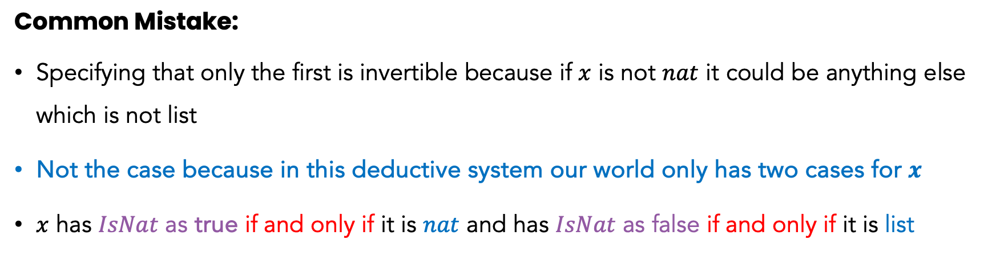 Common Mistake:
• Specifying that only the first is invertible because if x is not nat it could be anything else
which is not list
• Not the case because in this deductive system our world only has two cases for x
• x has IsNat as true if and only if it is nat and has IsNat as false if and only if it is list